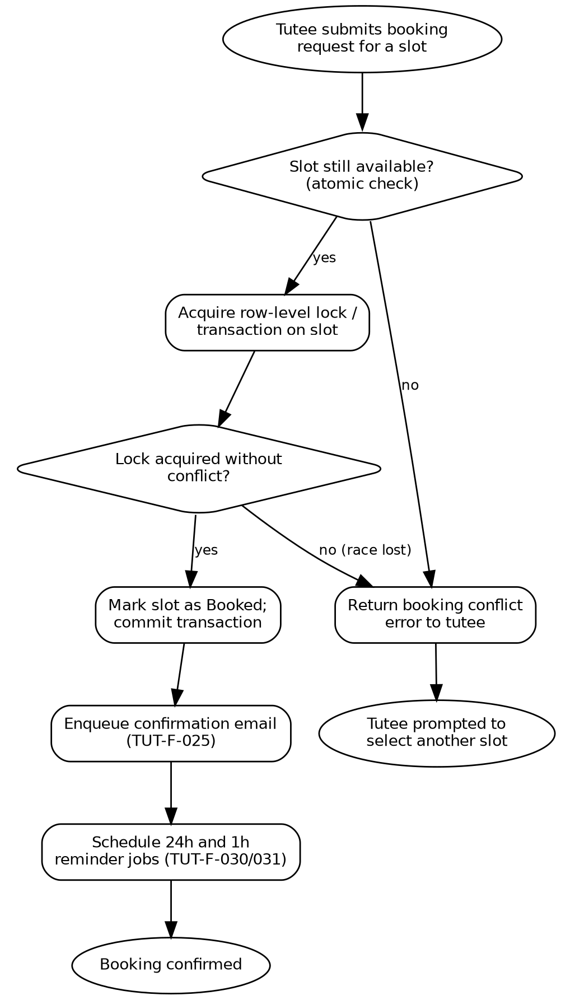 Tutee submits booking
request for a slot
Slot still available?
(atomic check)
yes
Acquire row-level lock /
transaction on slot
no
Lock acquired without
conflict?
yes
no (race lost)
Mark slot as Booked;
commit transaction
Return booking conflict
error to tutee
Enqueue confirmation email
(TUT-F-025)
Tutee prompted to
select another slot
Schedule 24h and 1h
reminder jobs (TUT-F-030/031)
Booking confirmed